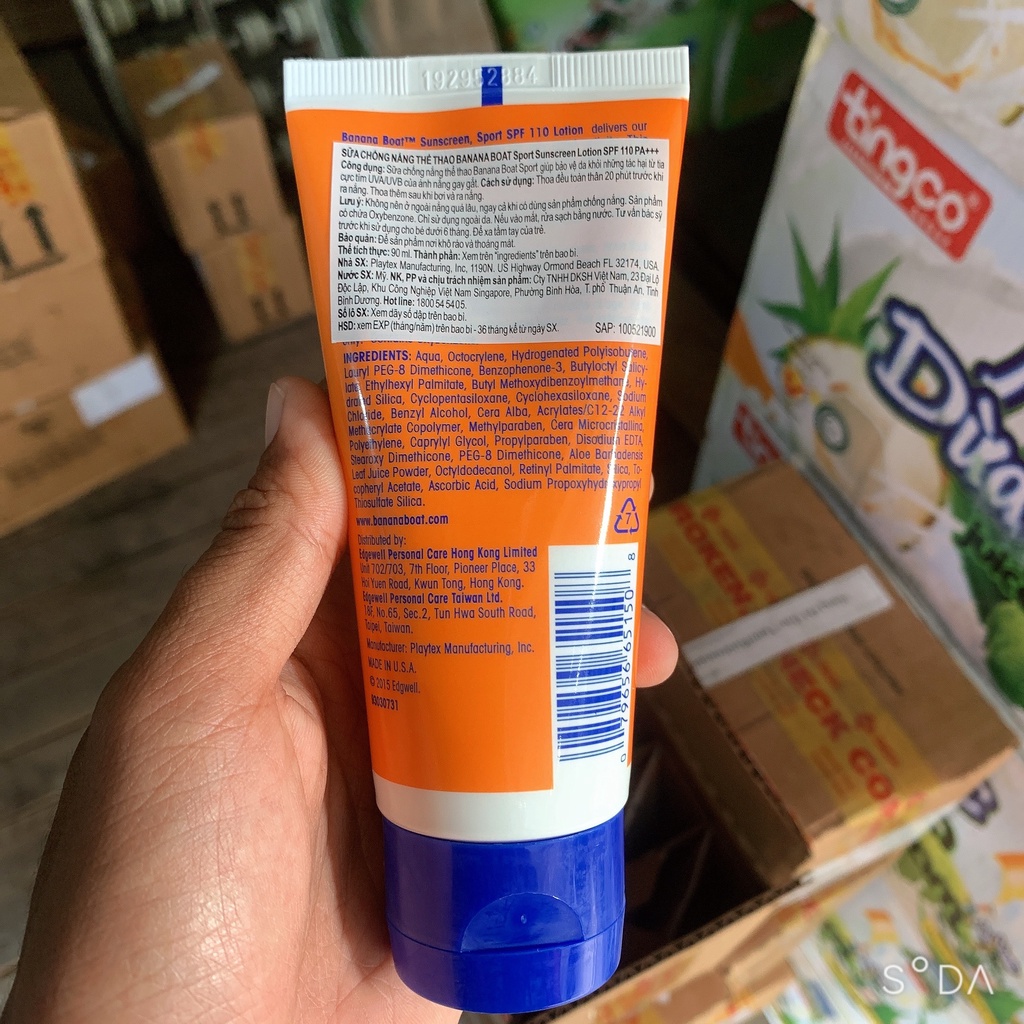 192952884
Banana Boat™ Sunscreen, Sport SPF 110 Lotion delivers our
SỮA CHỐNG NẮNG THỂ THAO BANANA BOAT Sport Sunscreen Lotion SPF 110 PA+++
Công dụng: Sữa chống nắng thể thao Banana Boat Sport giúp bảo vệ da khỏi những tác hại từ tia
cực tím UVA/UVB của ánh nắng gay gắt. Cách sử dụng: Thoa đều toàn thân 20 phút trước khi
ra nắng. Thoa thêm sau khi bơi và ra nắng.
Lưu ý: Không nên ở ngoài nắng quá lâu, ngay cả khi có dùng sản phẩm chống nắng. Sản phẩm
có chứa Oxybenzone. Chỉ sử dụng ngoài da. Nếu vào mắt, rửa sạch bằng nước. Tư vấn bác sỹ
trước khi sử dụng cho bé dưới 6 tháng. Để xa tầm tay của trẻ.
Bảo quản: Để sản phẩm nơi khô ráo và thoáng mát.
Thể tích thực: 90 ml. Thành phần: Xem trên "ingredients" trên bao bì.
Nhà SX: Playtex Manufacturing, Inc, 1190N. US Highway Ormond Beach FL 32174, USA.
Nước SX: Mỹ. NK, PP và chịu trách nhiệm sản phẩm: Cty TNHH DKSH Việt Nam, 23 Đại Lộ
Độc Lập, Khu Công Nghiệp Việt Nam Singapore, Phường Bình Hòa, T. phố Thuận An, Tỉnh
Bình Dương. Hot line: 1800 54 54 05.
Số lô SX: Xem dãy số dập trên bao bì.
HSD: xem EXP (tháng/năm) trên bao bì - 36 tháng kể từ ngày SX. SAP: 100521900
INGREDIENTS: Aqua, Octocrylene, Hydrogenated Polyisobutene,
Lauryl PEG-8 Dimethicone, Benzophenone-3, Butyloctyl Salicy-
late, Ethylhexyl Palmitate, Butyl Methoxydibenzoylmethane, Hy-
drated Silica, Cyclopentasiloxane, Cyclohexasiloxane, Sodium
Chloride, Benzyl Alcohol, Cera Alba, Acrylates/C12-22 Alkyl
Methacrylate Copolymer, Methylparaben, Cera Microcristallina,
Polyethylene, Caprylyl Glycol, Propylparaben, Disodium EDTA,
Stearoxy Dimethicone, PEG-8 Dimethicone, Aloe Barbadensis
Leaf Juice Powder, Octyldodecanol, Retinyl Palmitate, Silica, To-
copheryl Acetate, Ascorbic Acid, Sodium Propoxyhydroxypropyl
Thiosulfate Silica.
www.bananaboat.com
7
Distributed by:
Edgewell Personal Care Hong Kong Limited
Unit 702/703, 7th Floor, Pioneer Place, 33
Hoi Yuen Road, Kwun Tong, Hong Kong.
Edgewell Personal Care Taiwan Ltd.
18F, No.65, Sec.2, Tun Hwa South Road,
Taipei, Taiwan.
Manufacturer: Playtex Manufacturing, Inc.
MADE IN U.S.A.
© 2015 Edgwell.
83030731
0 79656 65150 8
tingco
Dừa
juice
CHECK CO
SODA